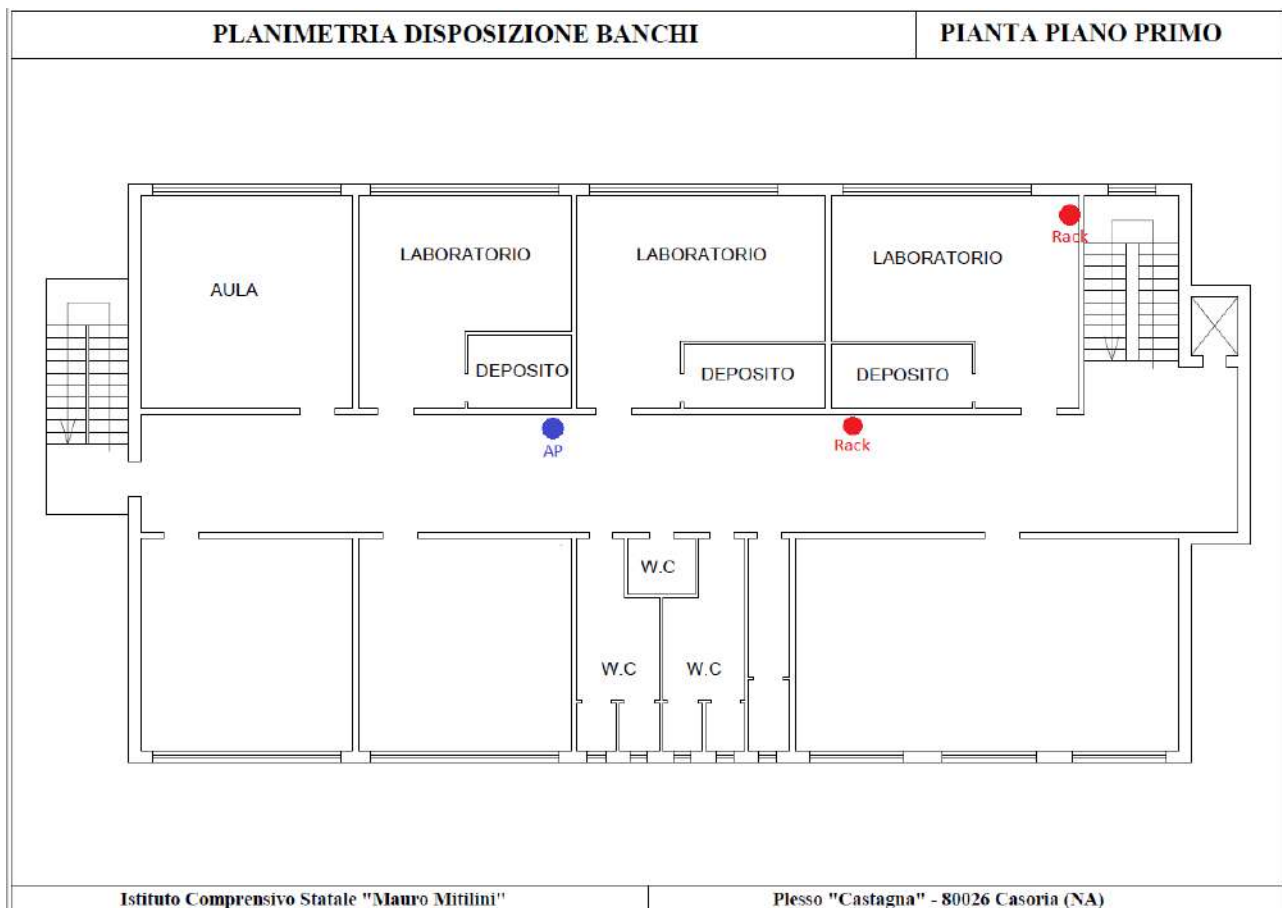 PLANIMETRIA DISPOSIZIONE BANCHI
PIANTA PIANO PRIMO
Rack
LABORATORIO
LABORATORIO
LABORATORIO
AULA
DEPOSITO
DEPOSITO
DEPOSITO
AP
Rack
W.C
W.C
W.C
Istituto Comprensivo Statale "Mauro Mitilini"
Plesso "Castagna" - 80026 Casoria (NA)